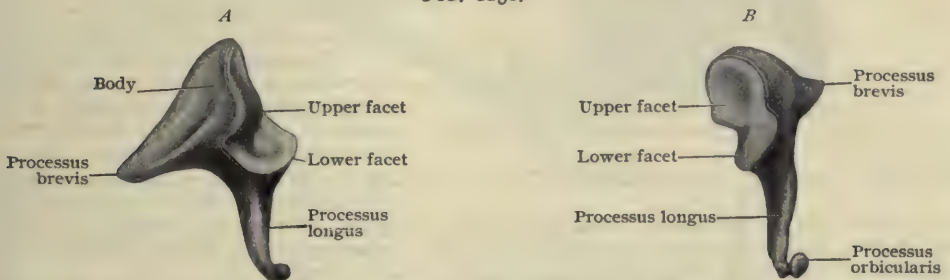 A
B
Body
Upper facet
Lower facet
Processus
brevis
Processus
longus
Processus
brevis
Upper facet
Lower facet
Processus longus
Processus
orbicularis